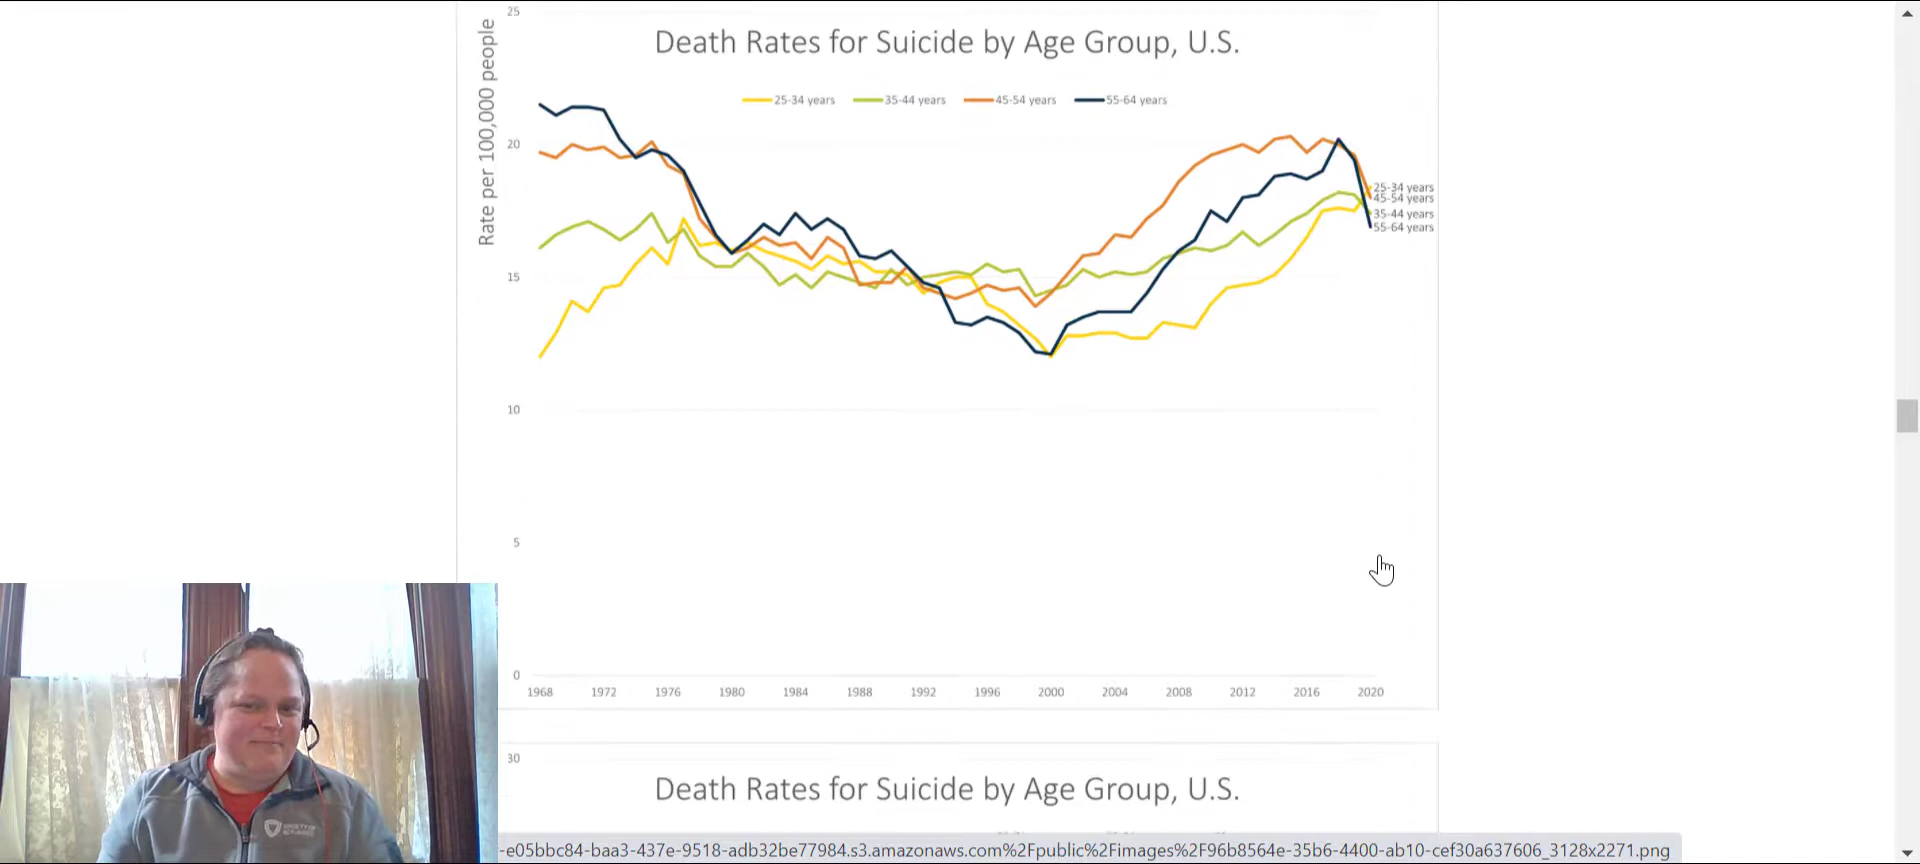 25
Rate per 100,000 people
Death Rates for Suicide by Age Group, U.S.
25-34 years 35-44 years 45-54 years 55-64 years
20
25-34 years
45-54 years
35-44 years
55-64 years
15
10
5
0
1968 1972 1976 1980 1984 1988 1992 1996 2000 2004 2008 2012 2016 2020
30
Death Rates for Suicide by Age Group, U.S.
-e05bbc84-baa3-437e-9518-adb32be77984.s3.amazonaws.com%2Fpublic%2Fimages%2F96b8564e-35b6-4400-ab10-cef30a637606_3128x2271.png